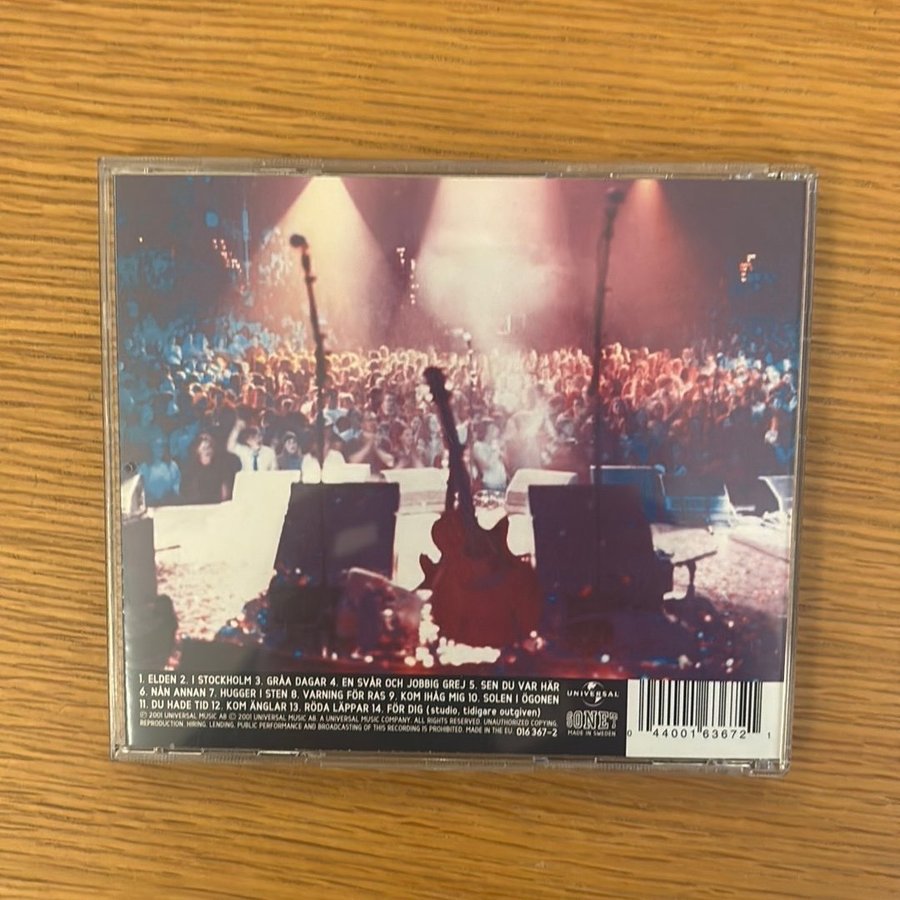 1. ELDEN 2. I STOCKHOLM 3. GRÅA DAGAR 4. EN SVÅR OCH JOBBIG GREJ 5. SEN DU VAR HÄR
6. NÅN ANNAN 7. HUGGER I STEN 8. VARNING FÖR RAS 9. KOM IHÅG MIG 10. SOLEN I ÖGONEN
11. DU HADE TID 12. KOM ÄNGLAR 13. RÖDA LÄPPAR 14. FÖR DIG (studio, tidigare outgiven)
℗ 2001 UNIVERSAL MUSIC AB © 2001 UNIVERSAL MUSIC AB. A UNIVERSAL MUSIC COMPANY. ALL RIGHTS RESERVED. UNAUTHORIZED COPYING,
REPRODUCTION, HIRING, LENDING, PUBLIC PERFORMANCE AND BROADCASTING OF THIS RECORDING IS PROHIBITED. MADE IN THE EU. 016 367-2
UNIVERSAL
SONET
MADE IN SWEDEN
0 44001 63672 1